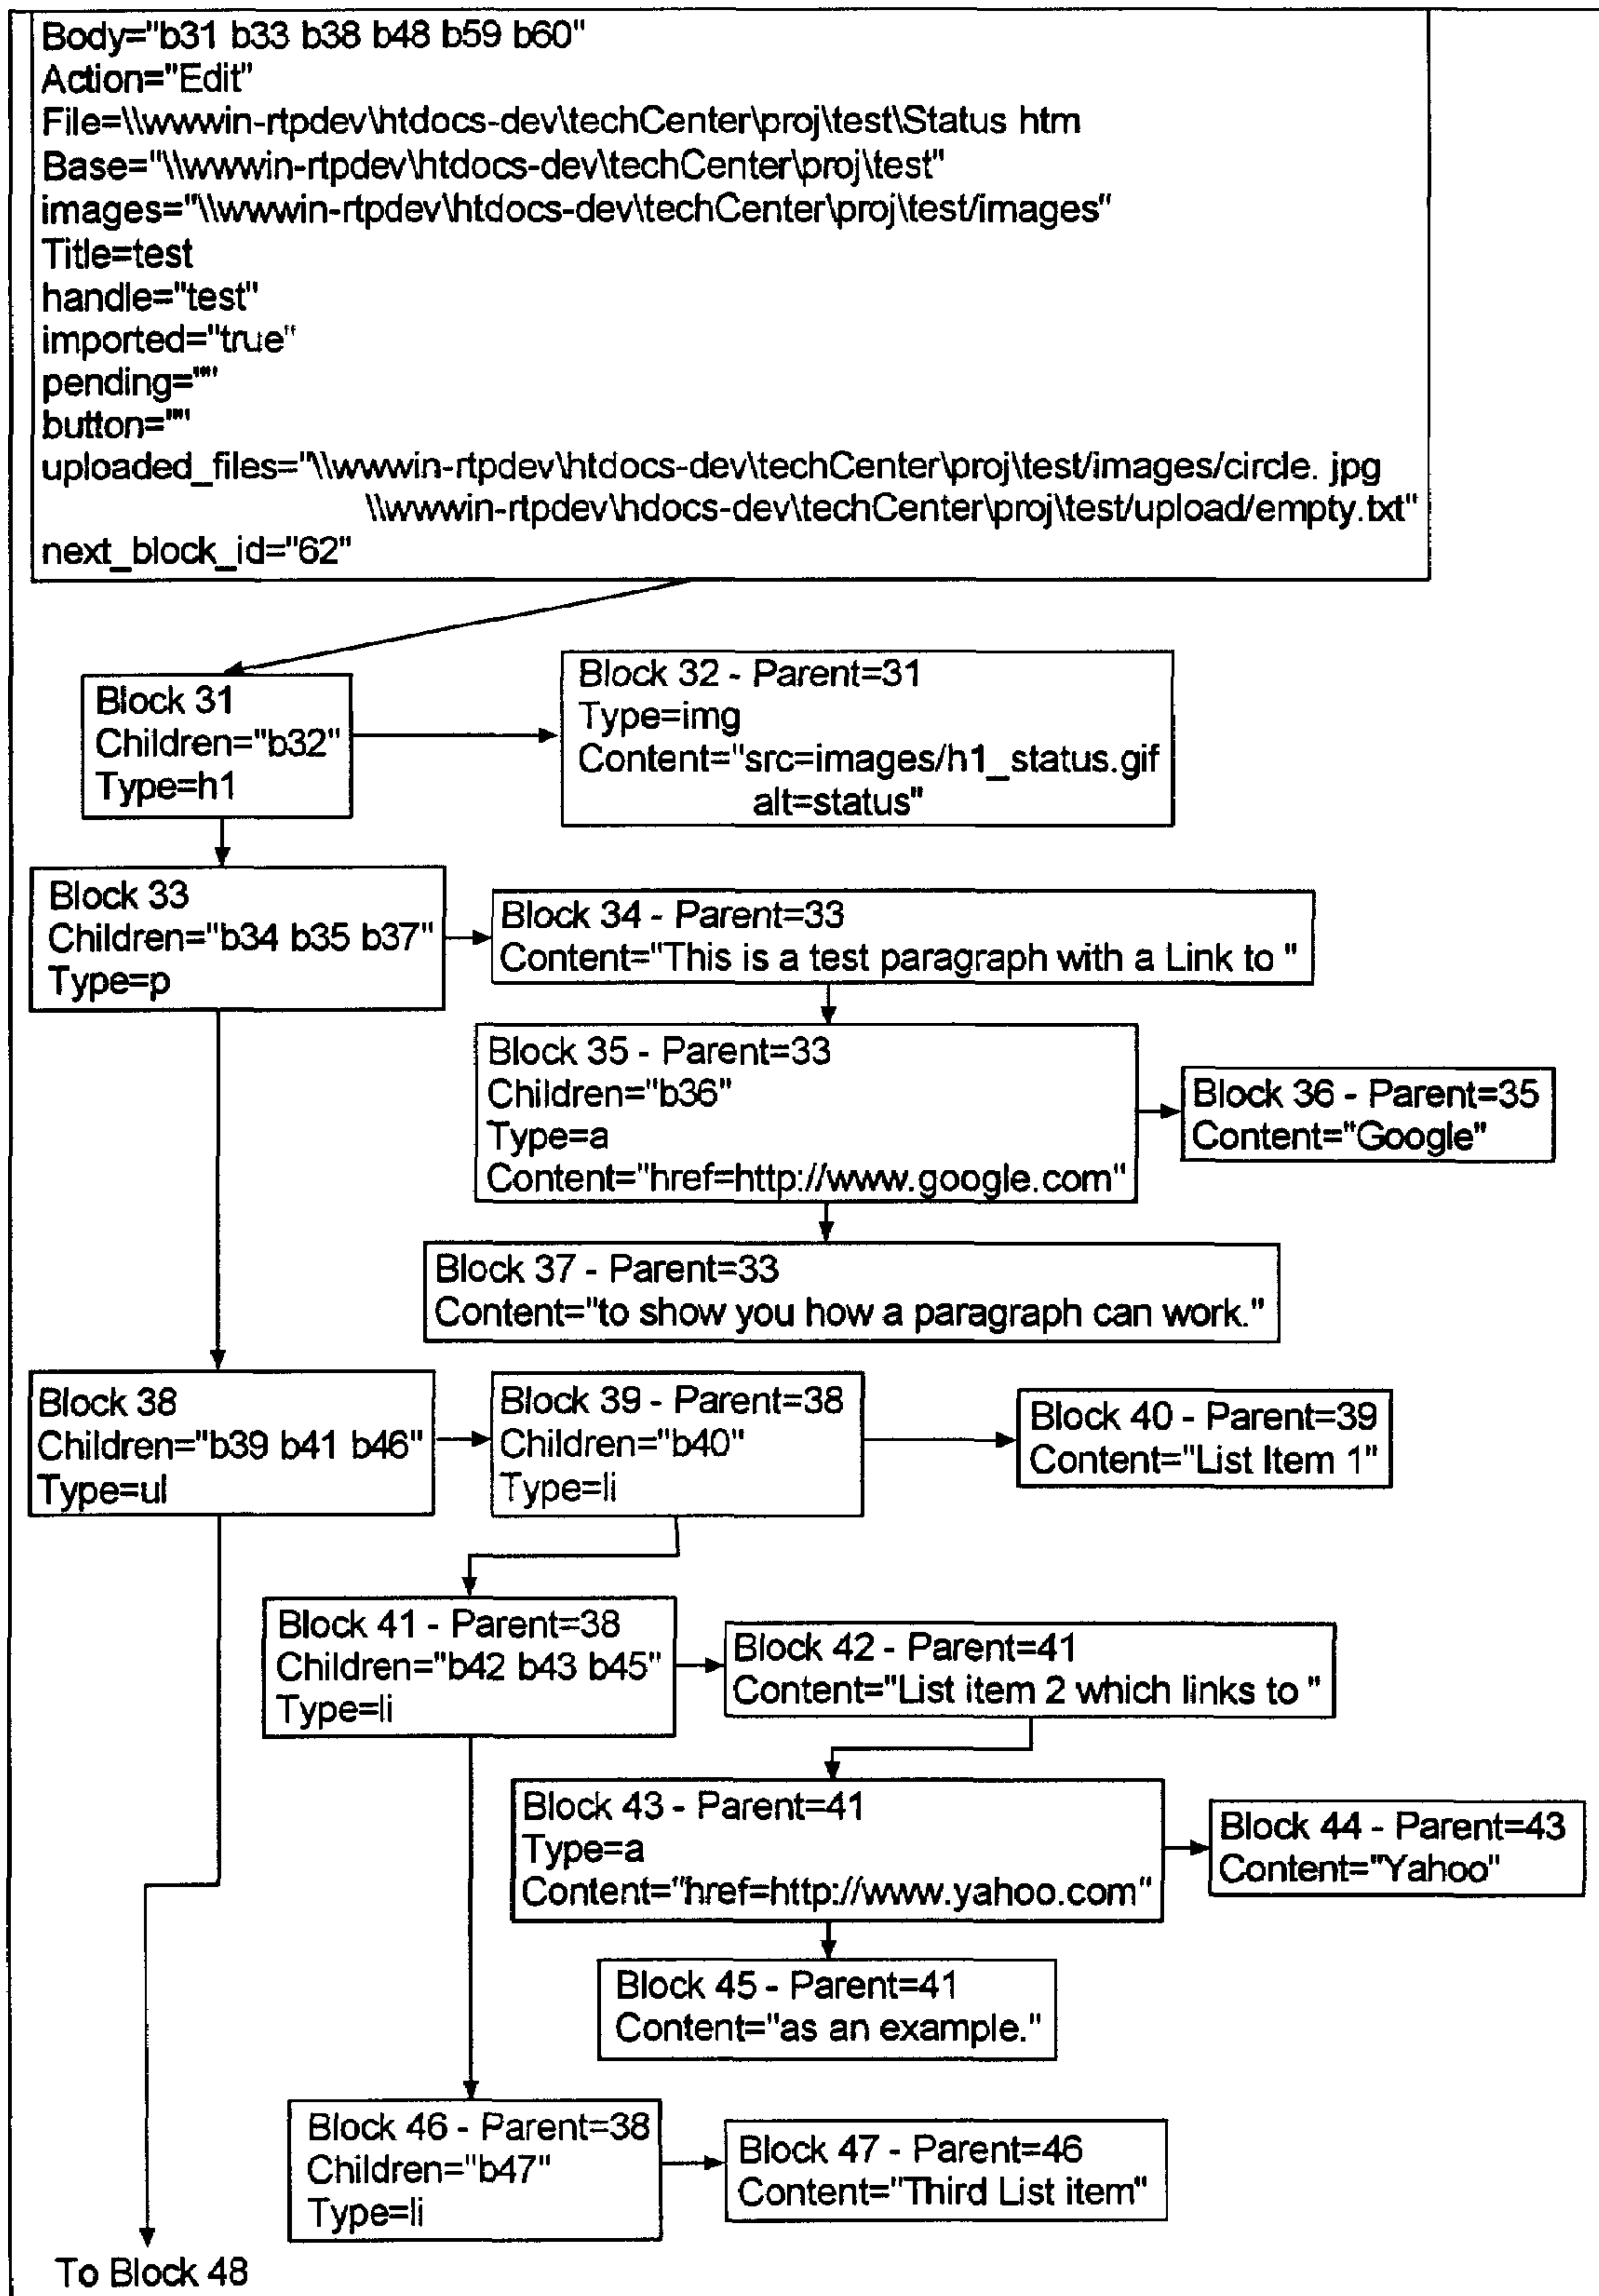 Body="b31 b33 b38 b48 b59 b60"
Action="Edit"
File=\\wwwin-rtpdev\htdocs-dev\techCenter\proj\test\Status htm
Base="\\wwwin-rtpdev\htdocs-dev\techCenter\proj\test"
images="\\wwwin-rtpdev\htdocs-dev\techCenter\proj\test/images"
Title=test
handle="test"
imported="true"
pending=""
button=""
uploaded_files="\\wwwin-rtpdev\htdocs-dev\techCenter\proj\test/images/circle. jpg
\\wwwin-rtpdev\hdocs-dev\techCenter\proj\test/upload/empty.txt"
next_block_id="62"
Block 31
Children="b32"
Type=h1
Block 32 - Parent=31
Type=img
Content="src=images/h1_status.gif
alt=status"
Block 33
Children="b34 b35 b37"
Type=p
Block 34 - Parent=33
Content="This is a test paragraph with a Link to "
Block 35 - Parent=33
Children="b36"
Type=a
Content="href=http://www.google.com"
Block 36 - Parent=35
Content="Google"
Block 37 - Parent=33
Content="to show you how a paragraph can work."
Block 38
Children="b39 b41 b46"
Type=ul
Block 39 - Parent=38
Children="b40"
Type=li
Block 40 - Parent=39
Content="List Item 1"
Block 41 - Parent=38
Children="b42 b43 b45"
Type=li
Block 42 - Parent=41
Content="List item 2 which links to "
Block 43 - Parent=41
Type=a
Content="href=http://www.yahoo.com"
Block 44 - Parent=43
Content="Yahoo"
Block 45 - Parent=41
Content="as an example."
Block 46 - Parent=38
Children="b47"
Type=li
Block 47 - Parent=46
Content="Third List item"
To Block 48